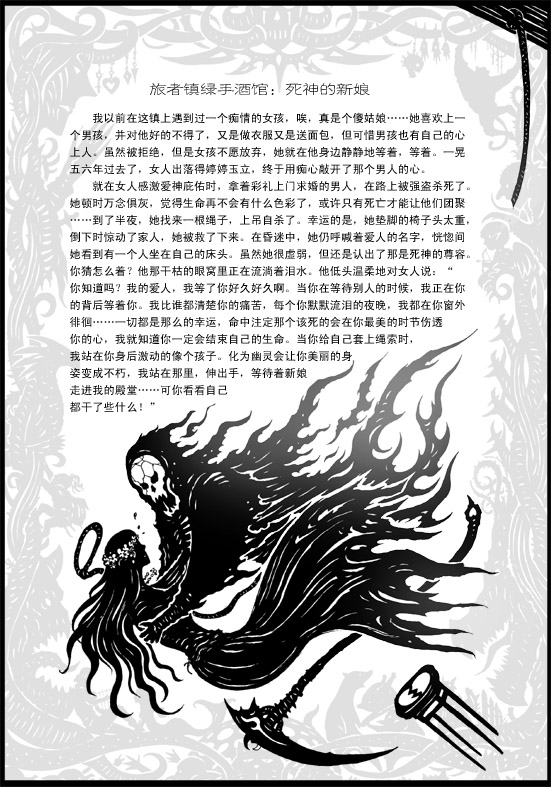 旅者镇绿手酒馆：死神的新娘
我以前在这镇上遇到过一个痴情的女孩，唉，真是个傻姑娘……她喜欢上一
个男孩，并对他好的不得了，又是做衣服又是送面包，但可惜男孩也有自己的心
上人。虽然被拒绝，但是女孩不愿放弃，她就在他身边静静地等着，等着。一晃
五六年过去了，女人出落得婷婷玉立，终于用痴心敲开了那个男人的心。
就在女人感激爱神庇佑时，拿着彩礼上门求婚的男人，在路上被强盗杀死了。
她顿时万念俱灰，觉得生命再不会有什么色彩了，或许只有死亡才能让他们团聚
……到了半夜，她找来一根绳子，上吊自杀了。幸运的是，她垫脚的椅子头太重，
倒下时惊动了家人，她被救了下来。在昏迷中，她仍呼喊着爱人的名字，恍惚间
她看到有一个人坐在自己的床头。虽然她很虚弱，但还是认出了那是死神的尊容。
你猜怎么着？他那干枯的眼窝里正在流淌着泪水。他低头温柔地对女人说：“
你知道吗？我的爱人，我等了你好久好久啊。当你在等待别人的时候，我正在你
的背后等着你。我比谁都清楚你的痛苦，每个你默默流泪的夜晚，我都在你窗外
徘徊……一切都是那么的幸运，命中注定那个该死的会在你最美的时节伤透
你的心，我就知道你一定会结束自己的生命。当你给自己套上绳索时，
我站在你身后激动的像个孩子。化为幽灵会让你美丽的身
姿变成不朽，我站在那里，伸出手，等待着新娘
走进我的殿堂……可你看看自己
都干了些什么！”